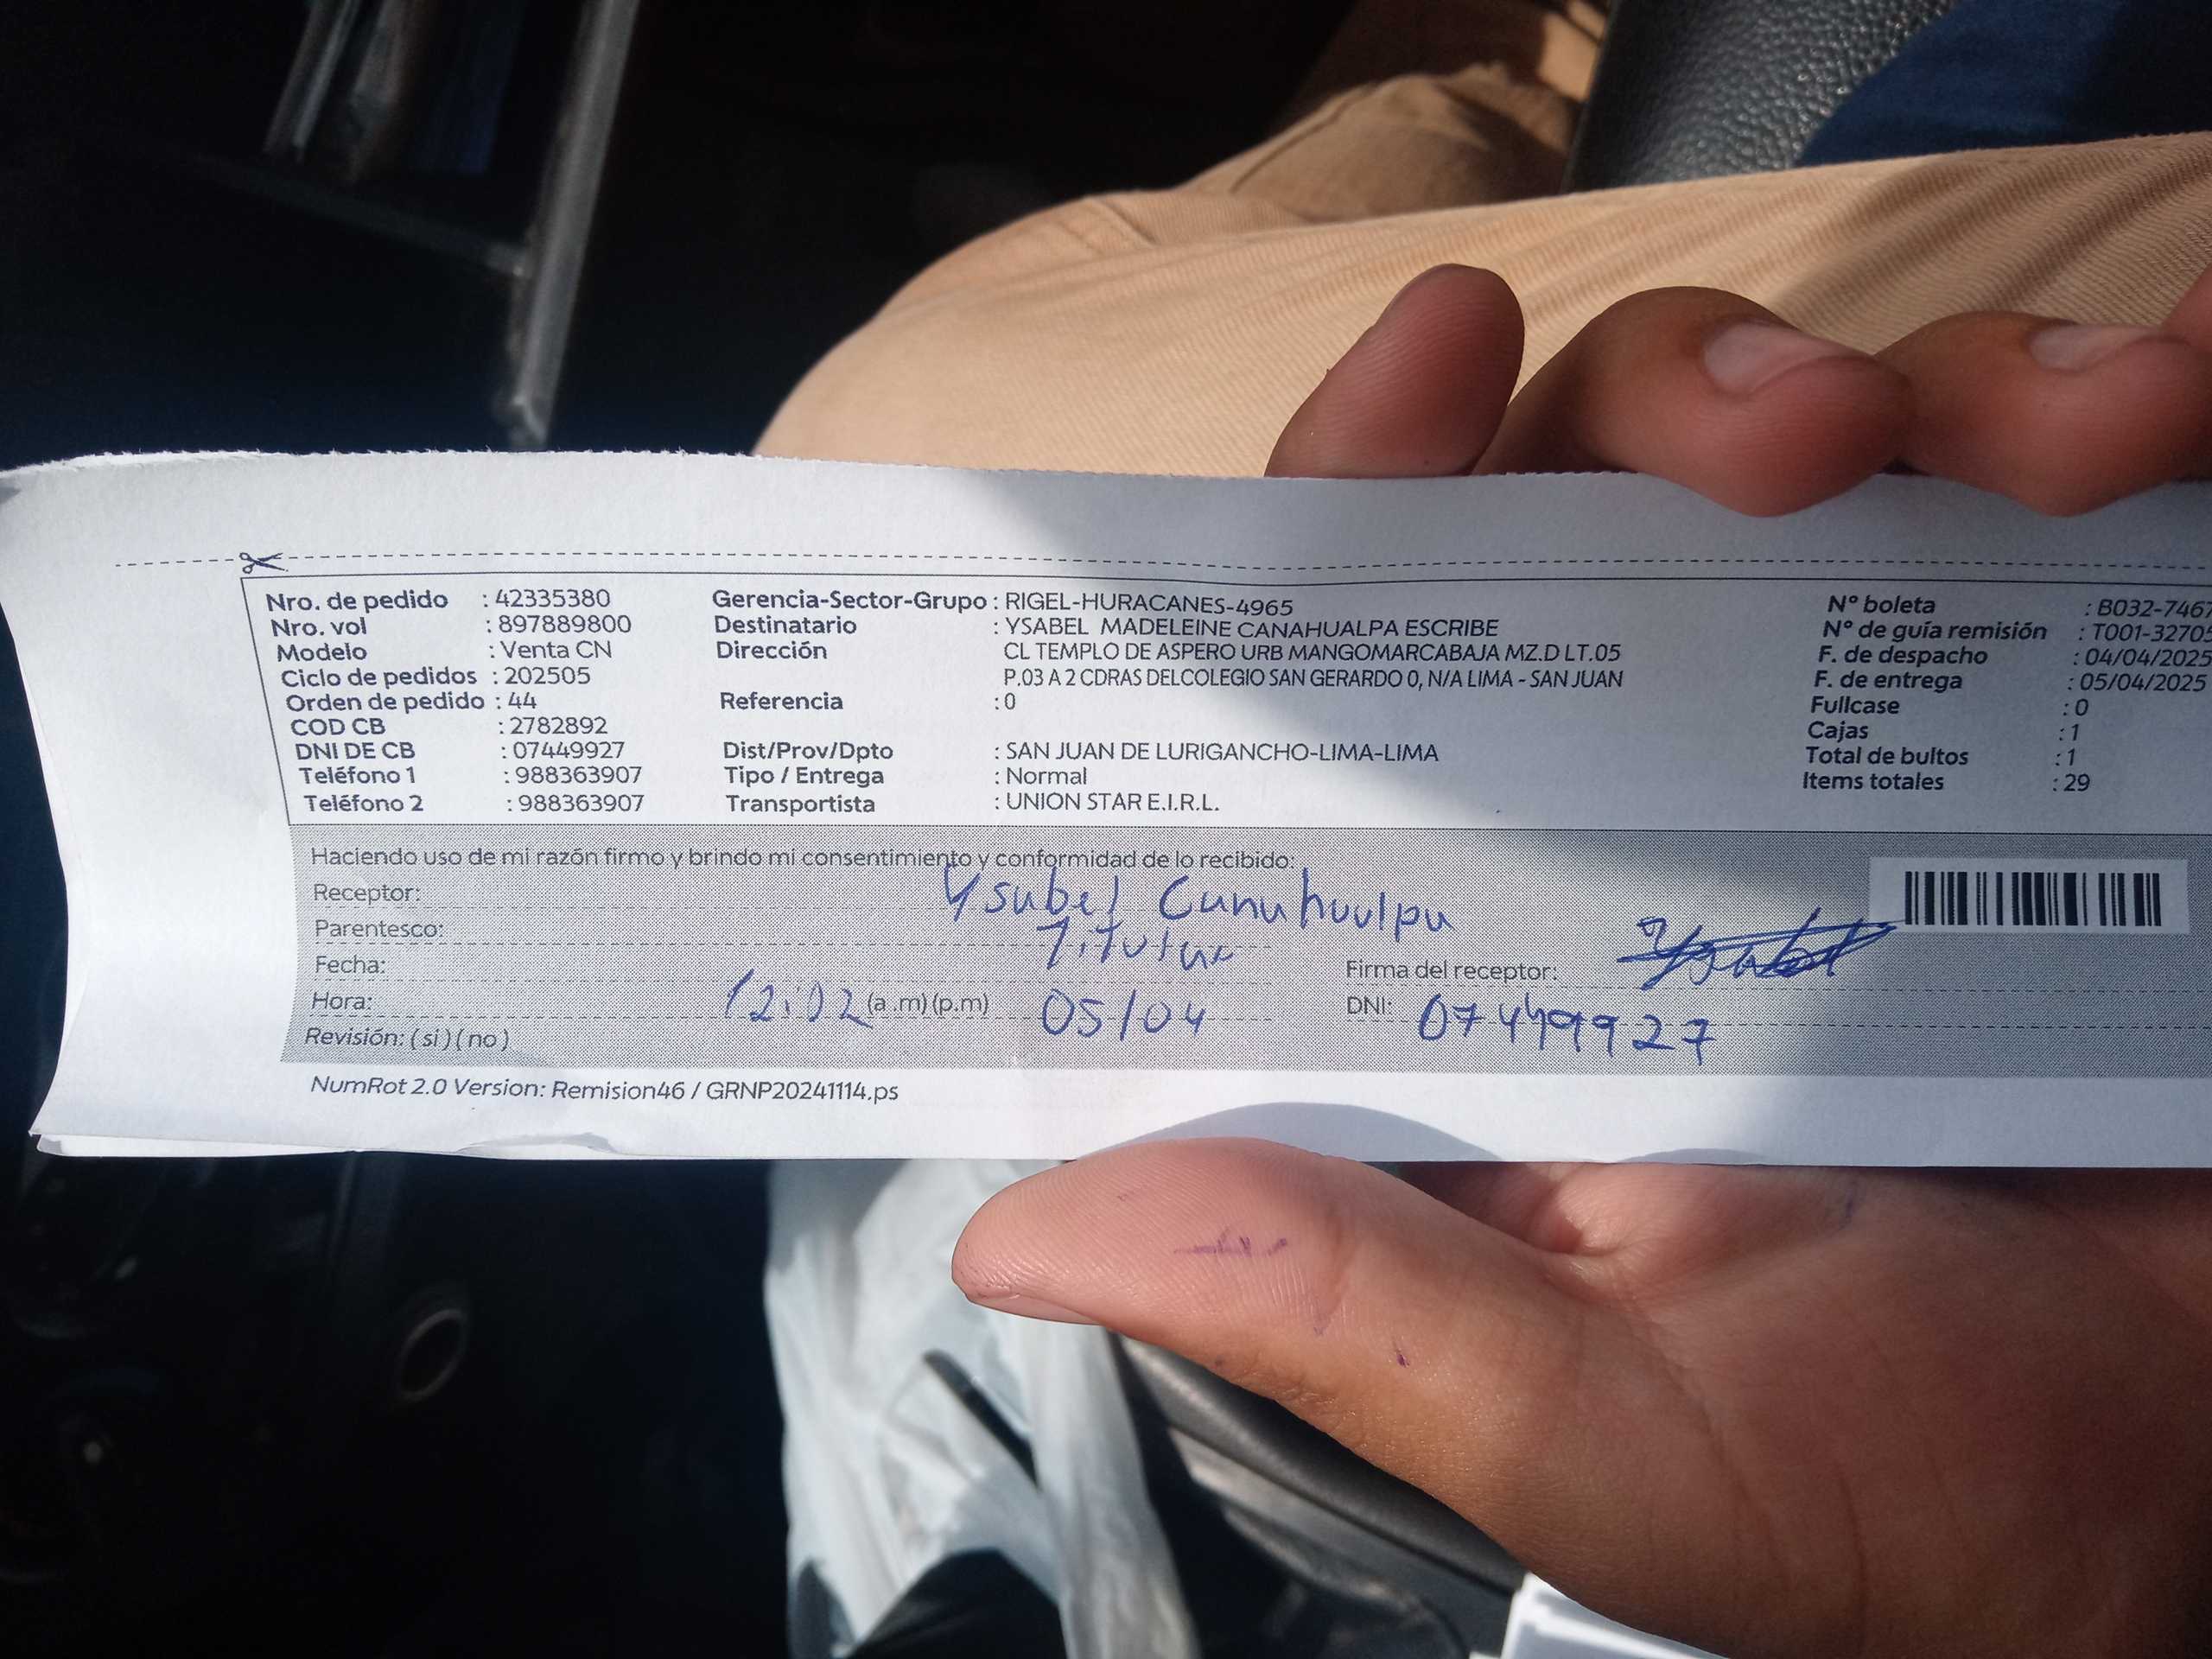 Nro. de pedido : 42335380 Gerencia-Sector-Grupo : RIGEL-HURACANES-4965 N° boleta : B032-7467
Nro. vol : 897889800 Destinatario : YSABEL MADELEINE CANAHUALPA ESCRIBE N° de guía remisión : T001-32705
Modelo : Venta CN Dirección CL TEMPLO DE ASPERO URB MANGOMARCABAJA MZ.D LT.05 F. de despacho : 04/04/2025
Ciclo de pedidos : 202505 P.03 A 2 CDRAS DELCOLEGIO SAN GERARDO 0, N/A LIMA - SAN JUAN F. de entrega : 05/04/2025
Orden de pedido : 44 Referencia : 0 Fullcase : 0
COD CB : 2782892 Cajas : 1
DNI DE CB : 07449927 Dist/Prov/Dpto : SAN JUAN DE LURIGANCHO-LIMA-LIMA Total de bultos : 1
Teléfono 1 : 988363907 Tipo / Entrega : Normal Items totales : 29
Teléfono 2 : 988363907 Transportista : UNION STAR E.I.R.L.
Haciendo uso de mi razón firmo y brindo mi consentimiento y conformidad de lo recibido:
Receptor: Ysabel Canahualpa
Parentesco: Titular
Fecha: Firma del receptor: Ysabel
Hora: 12:02 (a .m) (p.m) 05/04 DNI: 07449927
Revisión: ( si ) ( no )
NumRot 2.0 Version: Remision46 / GRNP20241114.ps